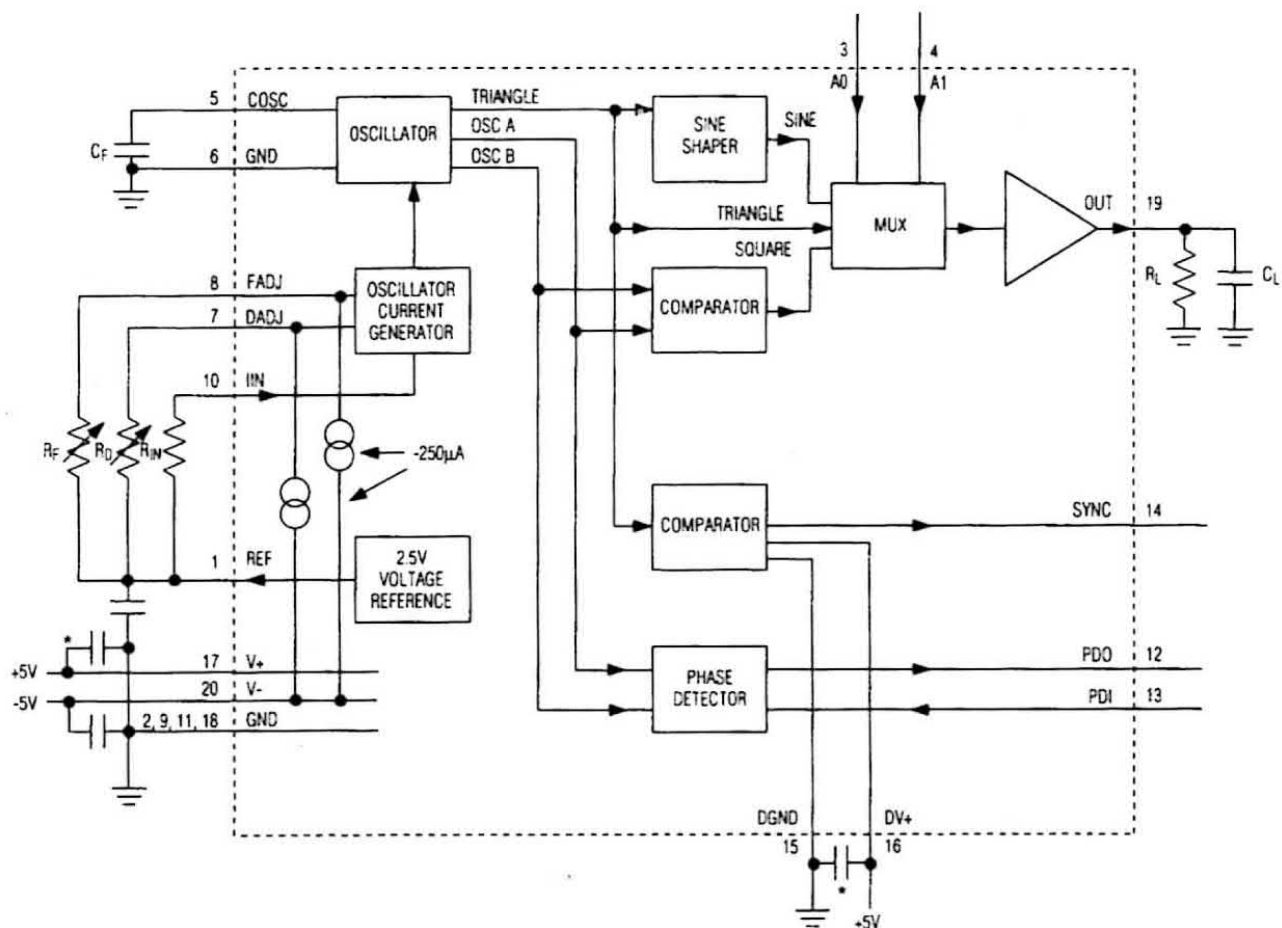 3
4
A0
A1
5
COSC
TRIANGLE
OSCILLATOR
OSC A
SINE
SHAPER
SINE
CF
6
GND
OSC B
OUT
19
TRIANGLE
MUX
SQUARE
RL
CL
8
FADJ
OSCILLATOR
CURRENT
GENERATOR
COMPARATOR
7
DADJ
10
IIN
RF
RD
RIN
-250µA
COMPARATOR
SYNC
14
1
REF
2.5V
VOLTAGE
REFERENCE
*
+5V
17
V+
PHASE
DETECTOR
PDO
12
-5V
20
V-
PDI
13
2, 9, 11, 18
GND
DGND
DV+
15
16
*
+5V